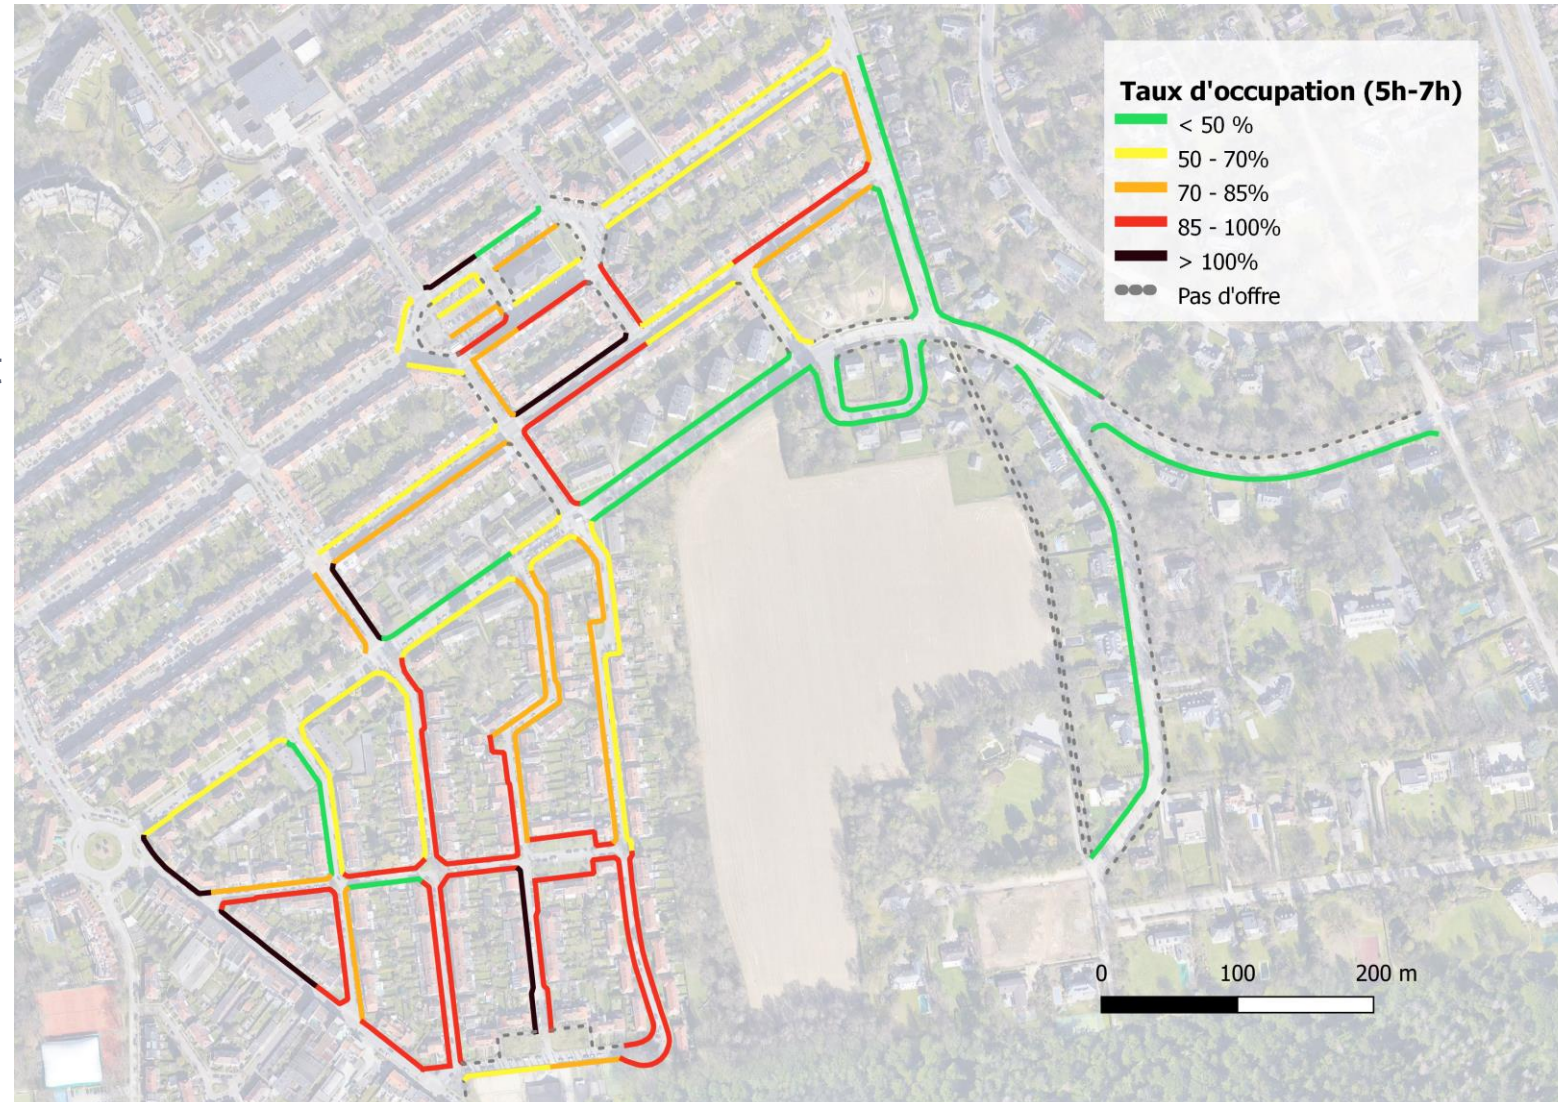 Taux d'occupation (5h-7h)
< 50 %
50 - 70%
70 - 85%
85 - 100%
> 100%
Pas d'offre
0 100 200 m